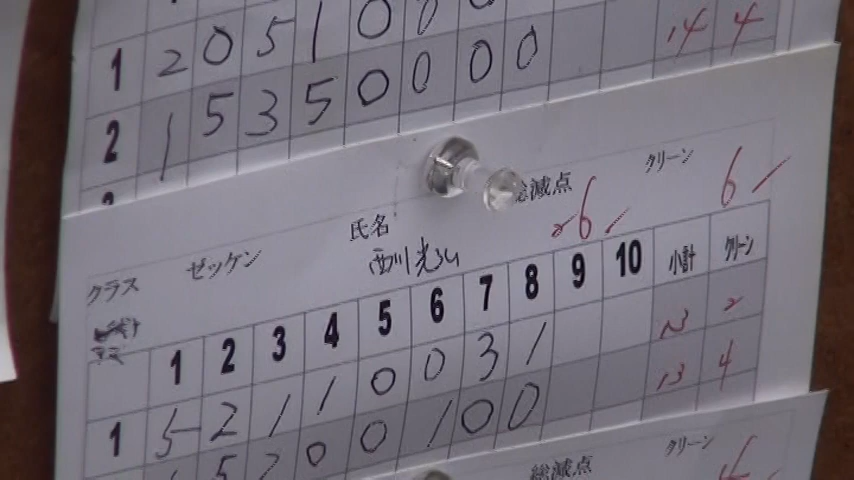 1 2 0 5 1 0 0 14 4
2 1 5 3 5 0 0 0 0
総減点 クリーン
26 6
クラス ゼッケン 氏名
西川
1 2 3 4 5 6 7 8 9 10 小計 クリーン
1 5 2 1 1 0 0 3 1 13 2
5 2 0 0 1 0 0 13 4
総減点 クリーン